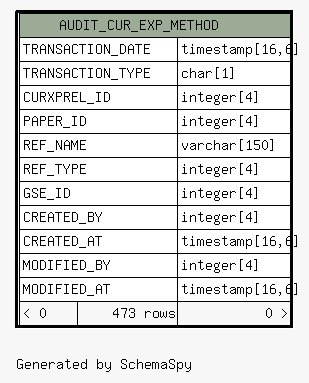 AUDIT_CUR_EXP_METHOD
TRANSACTION_DATE timestamp[16,6]
TRANSACTION_TYPE char[1]
CURXPREL_ID integer[4]
PAPER_ID integer[4]
REF_NAME varchar[150]
REF_TYPE integer[4]
GSE_ID integer[4]
CREATED_BY integer[4]
CREATED_AT timestamp[16,6]
MODIFIED_BY integer[4]
MODIFIED_AT timestamp[16,6]
< 0 473 rows 0 >
Generated by SchemaSpy